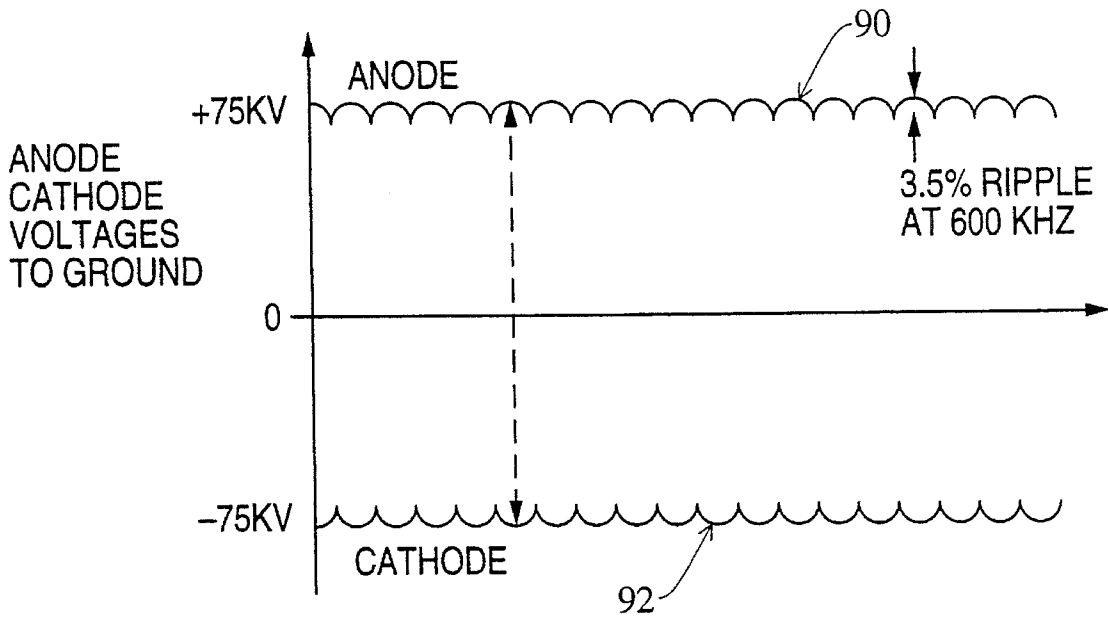 90
ANODE
+75KV
ANODE
CATHODE
VOLTAGES
TO GROUND
3.5% RIPPLE
AT 600 KHZ
0
–75KV
CATHODE
92